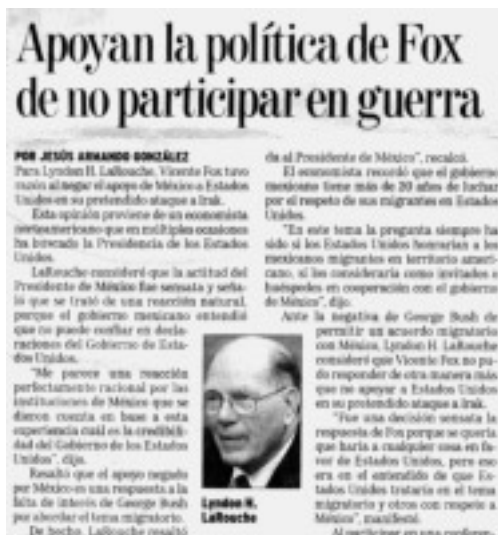 Apoyan la política de Fox
de no participar en guerra
POR JESÚS ARMANDO GONZÁLEZ
Para Lyndon H. LaRouche, Vicente Fox tuvo
razón al negar el apoyo de México a Estados
Unidos en su pretendido ataque a Irak.
Esta opinión proviene de un economista
norteamericano que en múltiples ocasiones
ha buscado la Presidencia de los Estados
Unidos.
LaRouche consideró que la actitud del
Presidente de México fue sensata y seña-
ló que se trató de una reacción natural,
porque el gobierno mexicano entendió
que no puede confiar en decla-
raciones del Gobierno de Esta-
dos Unidos.
"Me parece una reacción
perfectamente racional por las
instituciones de México que se
dieron cuenta en base a esta
experiencia cuál es la credibili-
dad del Gobierno de los Estados
Unidos", dijo.
Resaltó que el apoyo negado
por México es una respuesta a la
falta de interés de George Bush
por abordar el tema migratorio.
De hecho, LaRouche resaltó
Lyndon H.
LaRouche
da al Presidente de México", recalcó.
El economista recordó que el gobierno
mexicano tiene más de 20 años de luchar
por el respeto de sus migrantes en Estados
Unidos.
"En este tema la pregunta siempre ha
sido si los Estados Unidos honrarían a los
mexicanos migrantes en territorio ameri-
cano, si les consideraría como invitados o
huéspedes en cooperación con el gobierno
de México", dijo.
Ante la negativa de George Bush de
permitir un acuerdo migratorio
con México, Lyndon H. LaRouche
consideró que Vicente Fox no pu-
do responder de otra manera más
que no apoyar a Estados Unidos
en su pretendido ataque a Irak.
"Fue una decisión sensata la
respuesta de Fox porque se quería
que haría a cualquier cosa en fa-
vor de Estados Unidos, pero eso
era en el entendido de que Es-
tados Unidos trataría en el tema
migratorio y otros con respeto a
México", manifestó.
Al participar en una conferen-